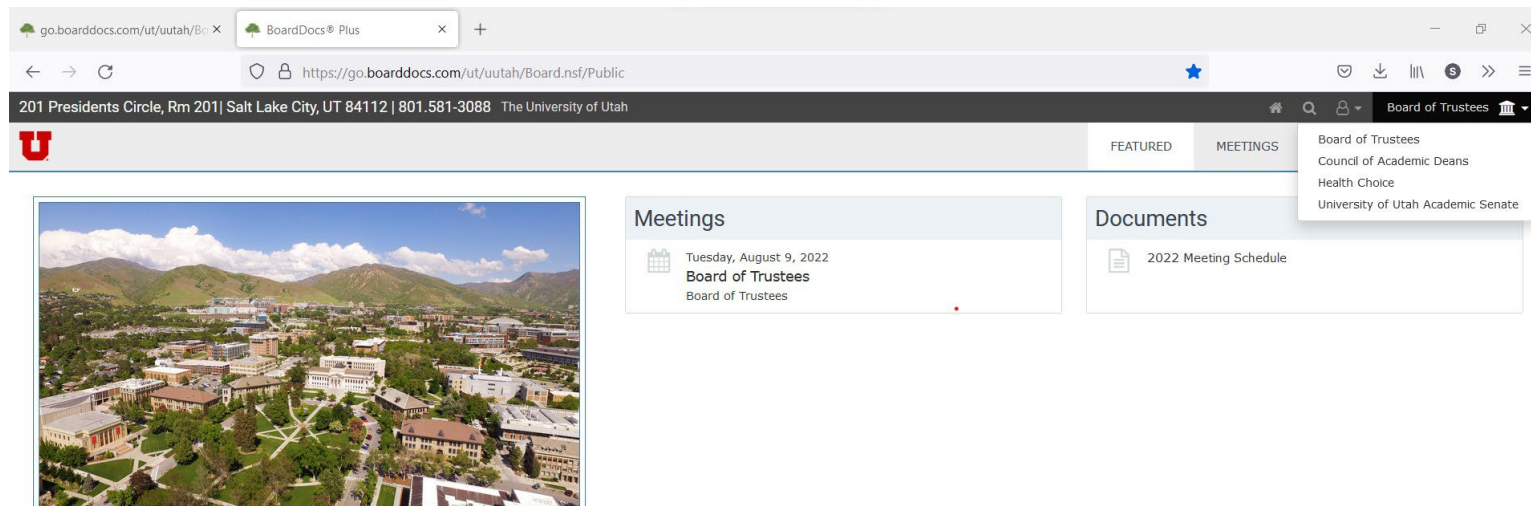 go.boarddocs.com/ut/uutah/Bo
BoardDocs® Plus
https://go.boarddocs.com/ut/uutah/Board.nsf/Public
S
201 Presidents Circle, Rm 201| Salt Lake City, UT 84112 | 801.581-3088 The University of Utah
Board of Trustees
U
FEATURED
MEETINGS
Board of Trustees
Council of Academic Deans
Health Choice
University of Utah Academic Senate
Meetings
Tuesday, August 9, 2022
Board of Trustees
Board of Trustees
Documents
2022 Meeting Schedule